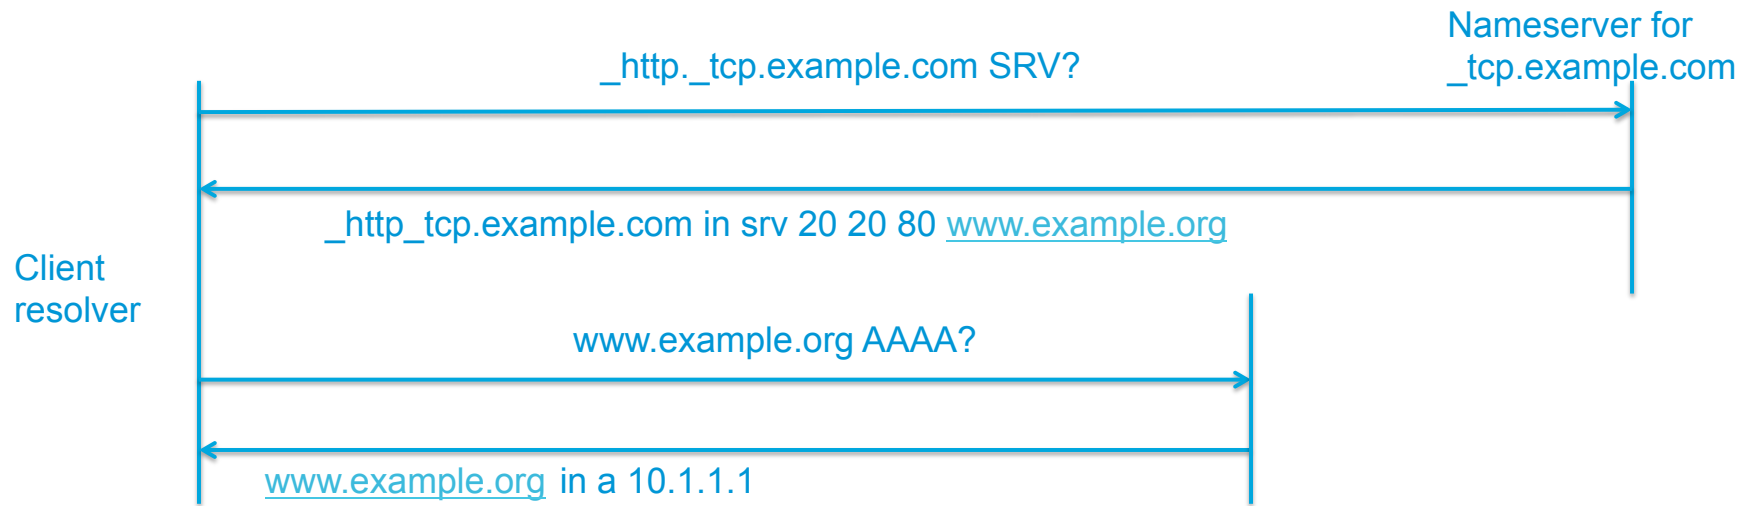 Nameserver for
_tcp.example.com
_http._tcp.example.com SRV?
_http_tcp.example.com in srv 20 20 80 www.example.org
Client
resolver
www.example.org AAAA?
www.example.org in a 10.1.1.1